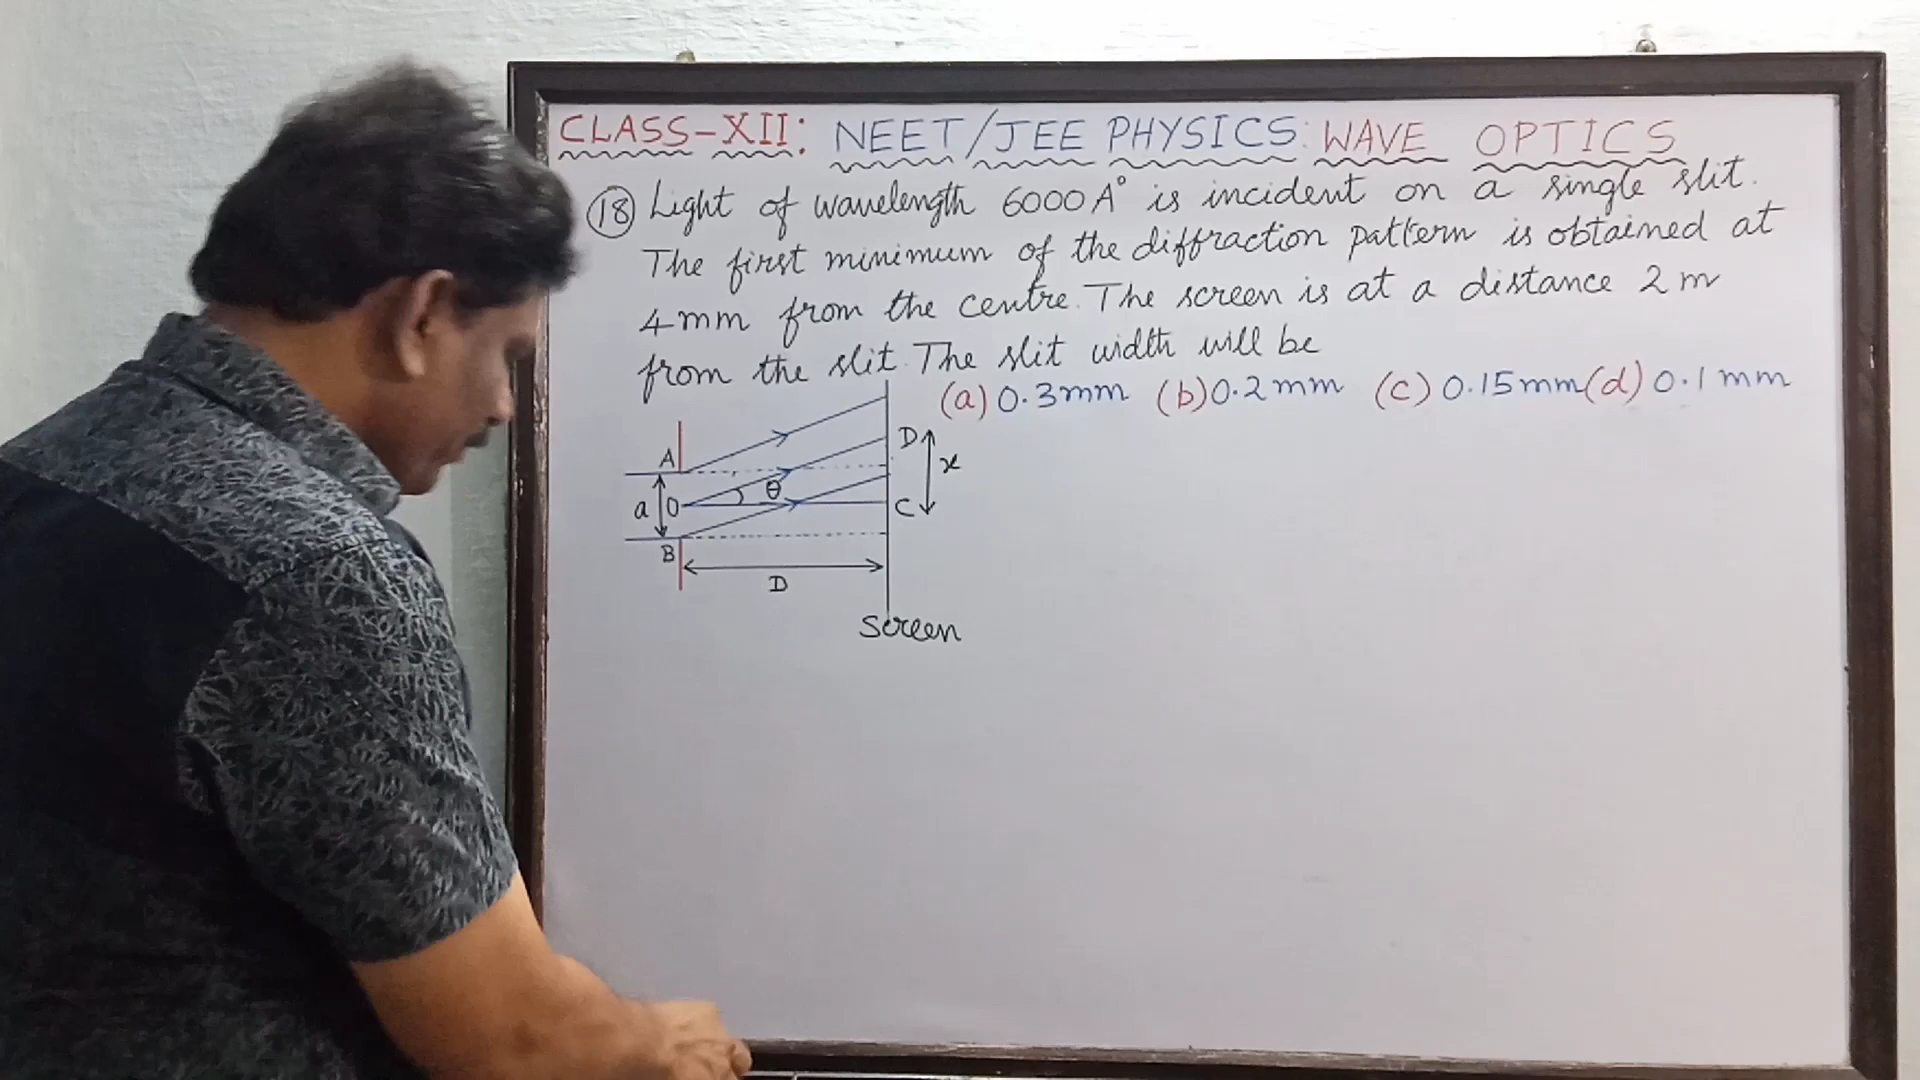 CLASS-XII: NEET/JEE PHYSICS: WAVE OPTICS
(18) Light of wavelength 6000 A° is incident on a single slit.
The first minimum of the diffraction pattern is obtained at
4 mm from the centre. The screen is at a distance 2 m
from the slit. The slit width will be
(a) 0.3 mm (b) 0.2 mm (c) 0.15 mm (d) 0.1 mm
D
A
x
θ
a
O
C
B
D
Screen